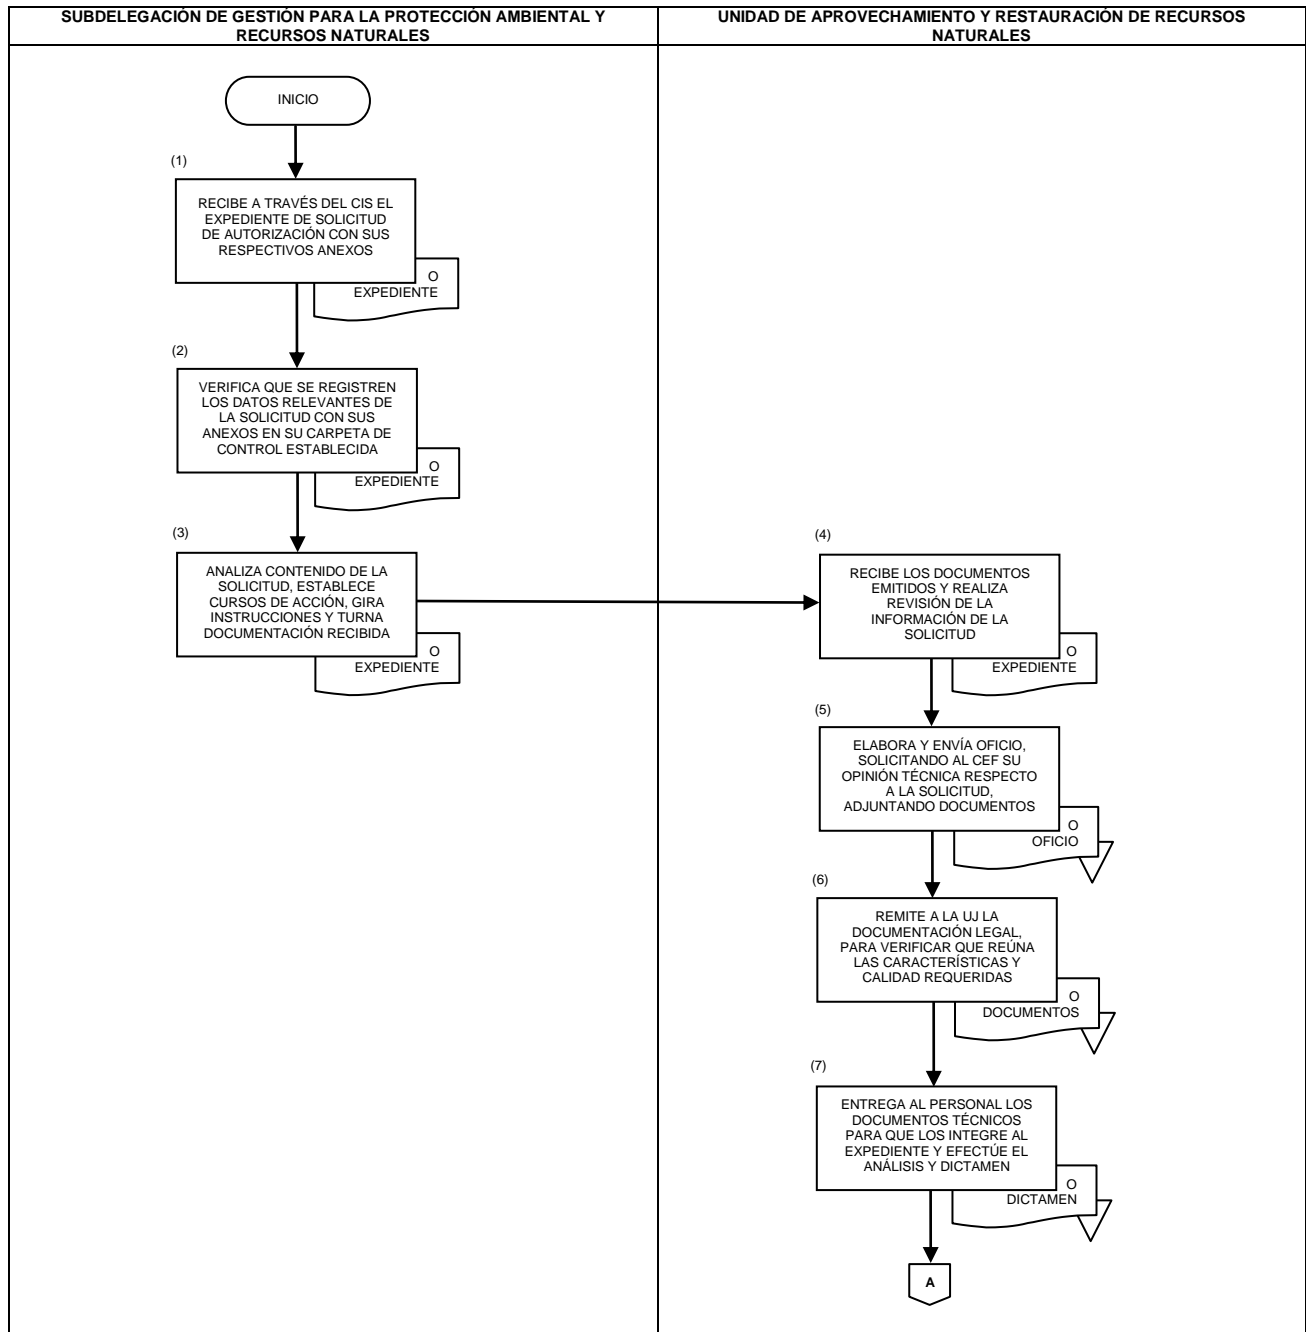 SUBDELEGACIÓN DE GESTIÓN PARA LA PROTECCIÓN AMBIENTAL Y
RECURSOS NATURALES
UNIDAD DE APROVECHAMIENTO Y RESTAURACIÓN DE RECURSOS
NATURALES
INICIO
(1)
RECIBE A TRAVÉS DEL CIS EL
EXPEDIENTE DE SOLICITUD
DE AUTORIZACIÓN CON SUS
RESPECTIVOS ANEXOS
O
EXPEDIENTE
(2)
VERIFICA QUE SE REGISTREN
LOS DATOS RELEVANTES DE
LA SOLICITUD CON SUS
ANEXOS EN SU CARPETA DE
CONTROL ESTABLECIDA
O
EXPEDIENTE
(3)
ANALIZA CONTENIDO DE LA
SOLICITUD, ESTABLECE
CURSOS DE ACCIÓN, GIRA
INSTRUCCIONES Y TURNA
DOCUMENTACIÓN RECIBIDA
O
EXPEDIENTE
(4)
RECIBE LOS DOCUMENTOS
EMITIDOS Y REALIZA
REVISIÓN DE LA
INFORMACIÓN DE LA
SOLICITUD
O
EXPEDIENTE
(5)
ELABORA Y ENVÍA OFICIO,
SOLICITANDO AL CEF SU
OPINIÓN TÉCNICA RESPECTO
A LA SOLICITUD,
ADJUNTANDO DOCUMENTOS
O
OFICIO
(6)
REMITE A LA UJ LA
DOCUMENTACIÓN LEGAL,
PARA VERIFICAR QUE REÚNA
LAS CARACTERÍSTICAS Y
CALIDAD REQUERIDAS
O
DOCUMENTOS
(7)
ENTREGA AL PERSONAL LOS
DOCUMENTOS TÉCNICOS
PARA QUE LOS INTEGRE AL
EXPEDIENTE Y EFECTÚE EL
ANÁLISIS Y DICTAMEN
O
DICTAMEN
A